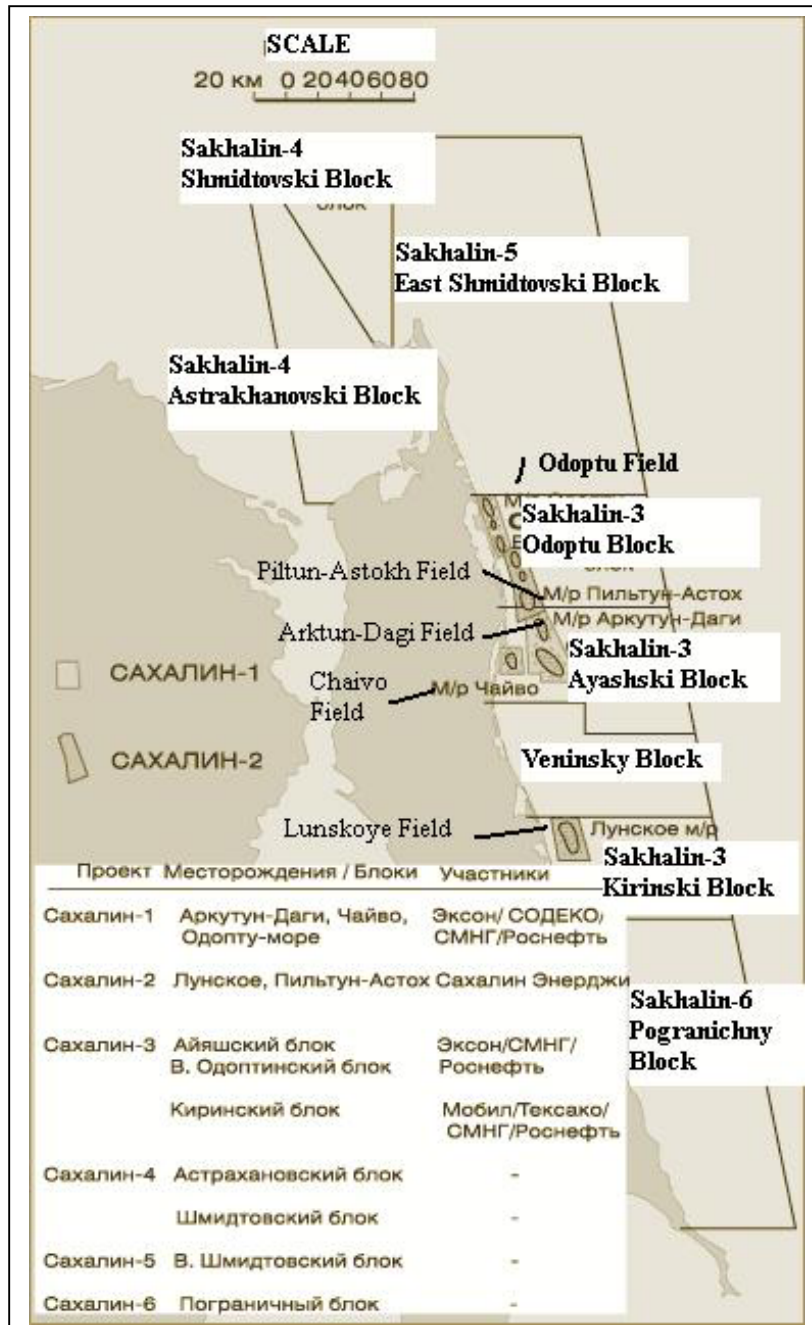 SCALE
20 км 0 20406080
Sakhalin-4
Shmidtovski Block
блок
Sakhalin-5
East Shmidtovski Block
Sakhalin-4
Astrakhanovski Block
Odoptu Field
Sakhalin-3
Odoptu Block
блок
Piltun-Astokh Field
М/р Пильтун-Астох
М/р Аркутун-Даги
Arktun-Dagi Field
Sakhalin-3
Ayashski Block
САХАЛИН-1
Chaivo
Field
М/р Чайво
САХАЛИН-2
Veninsky Block
Lunskoye Field
Лунское м/р
Sakhalin-3
Kirinski Block
Проект Месторождения / Блоки Участники
Сахалин-1 Аркутун-Даги, Чайво, Эксон/ СОДЕКО/
Одопту-море СМНГ/Роснефть
Сахалин-2 Лунское, Пильтун-Астох Сахалин Энерджи
Sakhalin-6
Pogranichny
Block
Сахалин-3 Айяшский блок Эксон/СМНГ/
В. Одоптинский блок Роснефть
Киринский блок Мобил/Тексако/
СМНГ/Роснефть
Сахалин-4 Астрахановский блок -
Шмидтовский блок -
Сахалин-5 В. Шмидтовский блок -
Сахалин-6 Пограничный блок -